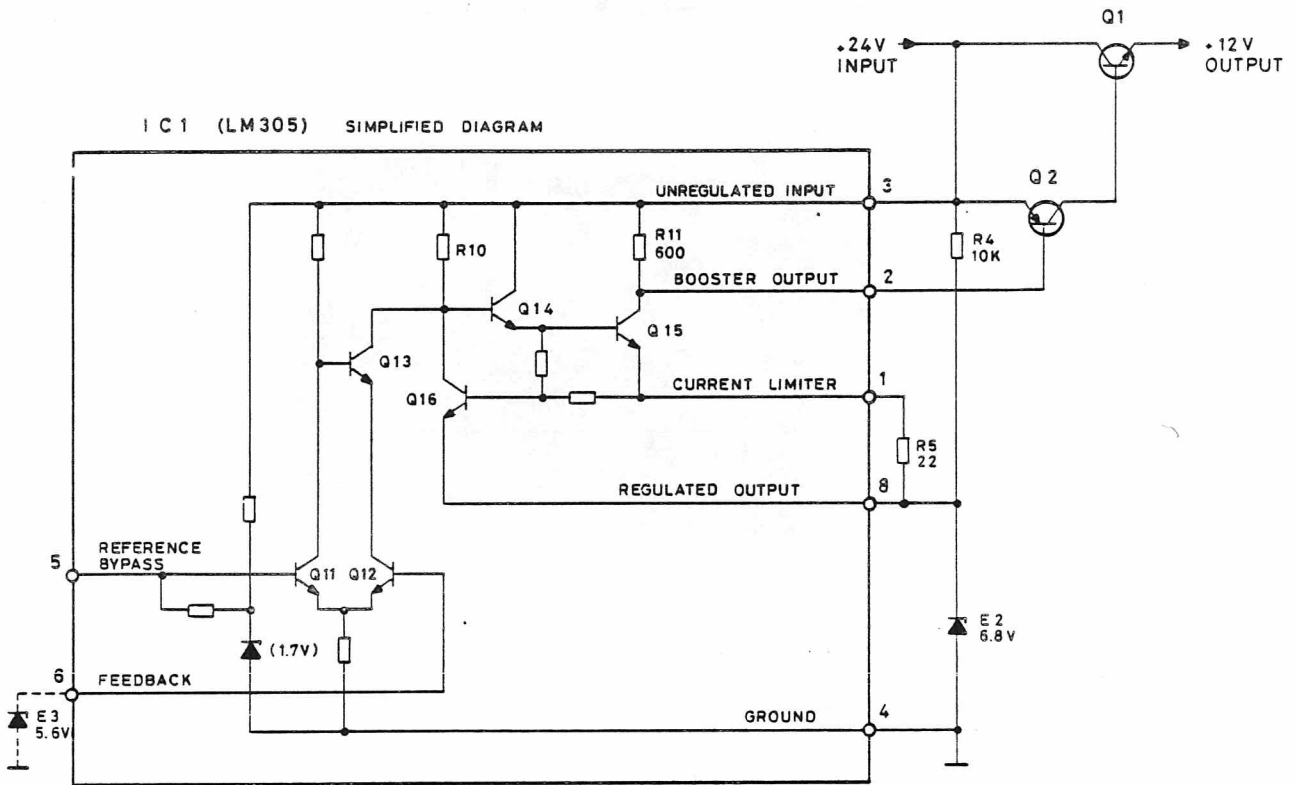 Q1
+24V
INPUT
+12V
OUTPUT
IC1 (LM305) SIMPLIFIED DIAGRAM
UNREGULATED INPUT
3
Q2
R10
R11
600
R4
10K
BOOSTER OUTPUT
2
Q14
Q15
Q13
CURRENT LIMITER
1
Q16
R5
22
REGULATED OUTPUT
8
5
REFERENCE
BYPASS
Q11
Q12
E2
6.8V
(1.7V)
6
FEEDBACK
E3
5.6V
GROUND
4